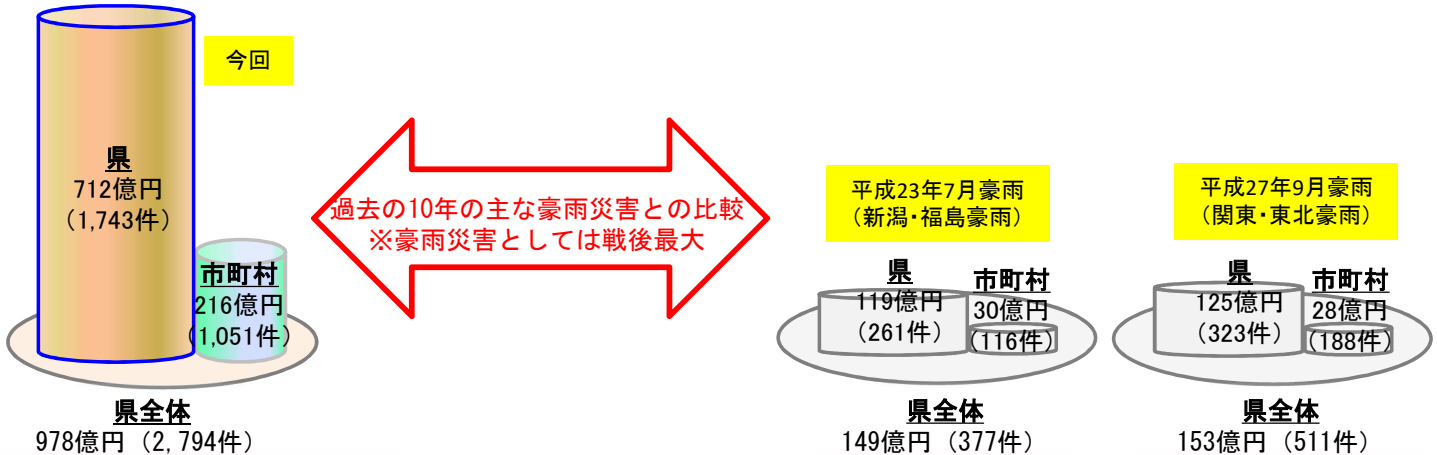 今回
県
712億円
(1,743件)
市町村
216億円
(1,051件)
県全体
978億円 (2,794件)
過去の10年の主な豪雨災害との比較
※豪雨災害としては戦後最大
平成23年7月豪雨
(新潟・福島豪雨)
県
119億円
(261件)
市町村
30億円
(116件)
県全体
149億円 (377件)
平成27年9月豪雨
(関東・東北豪雨)
県
125億円
(323件)
市町村
28億円
(188件)
県全体
153億円 (511件)